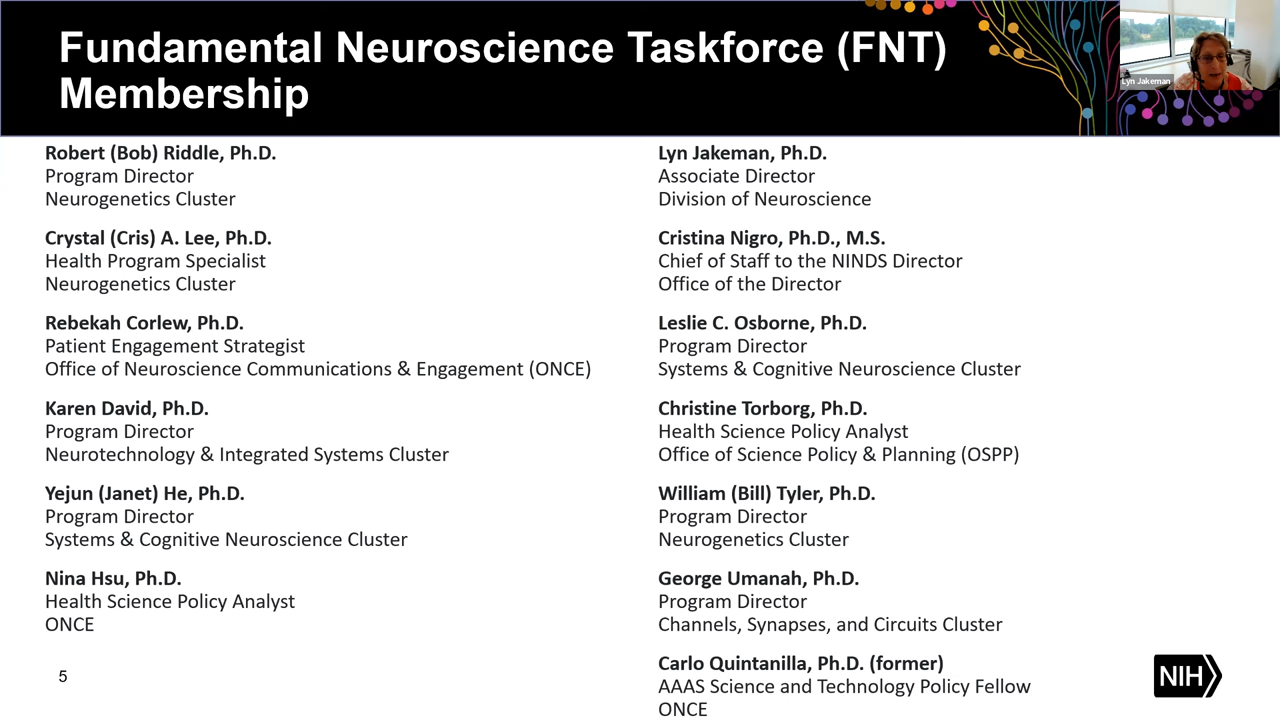 Fundamental Neuroscience Taskforce (FNT)
Membership
Lyn Jakeman
Robert (Bob) Riddle, Ph.D.
Program Director
Neurogenetics Cluster
Crystal (Cris) A. Lee, Ph.D.
Health Program Specialist
Neurogenetics Cluster
Rebekah Corlew, Ph.D.
Patient Engagement Strategist
Office of Neuroscience Communications & Engagement (ONCE)
Karen David, Ph.D.
Program Director
Neurotechnology & Integrated Systems Cluster
Yejun (Janet) He, Ph.D.
Program Director
Systems & Cognitive Neuroscience Cluster
Nina Hsu, Ph.D.
Health Science Policy Analyst
ONCE
Lyn Jakeman, Ph.D.
Associate Director
Division of Neuroscience
Cristina Nigro, Ph.D., M.S.
Chief of Staff to the NINDS Director
Office of the Director
Leslie C. Osborne, Ph.D.
Program Director
Systems & Cognitive Neuroscience Cluster
Christine Torborg, Ph.D.
Health Science Policy Analyst
Office of Science Policy & Planning (OSPP)
William (Bill) Tyler, Ph.D.
Program Director
Neurogenetics Cluster
George Umanah, Ph.D.
Program Director
Channels, Synapses, and Circuits Cluster
Carlo Quintanilla, Ph.D. (former)
AAAS Science and Technology Policy Fellow
ONCE
5
NIH